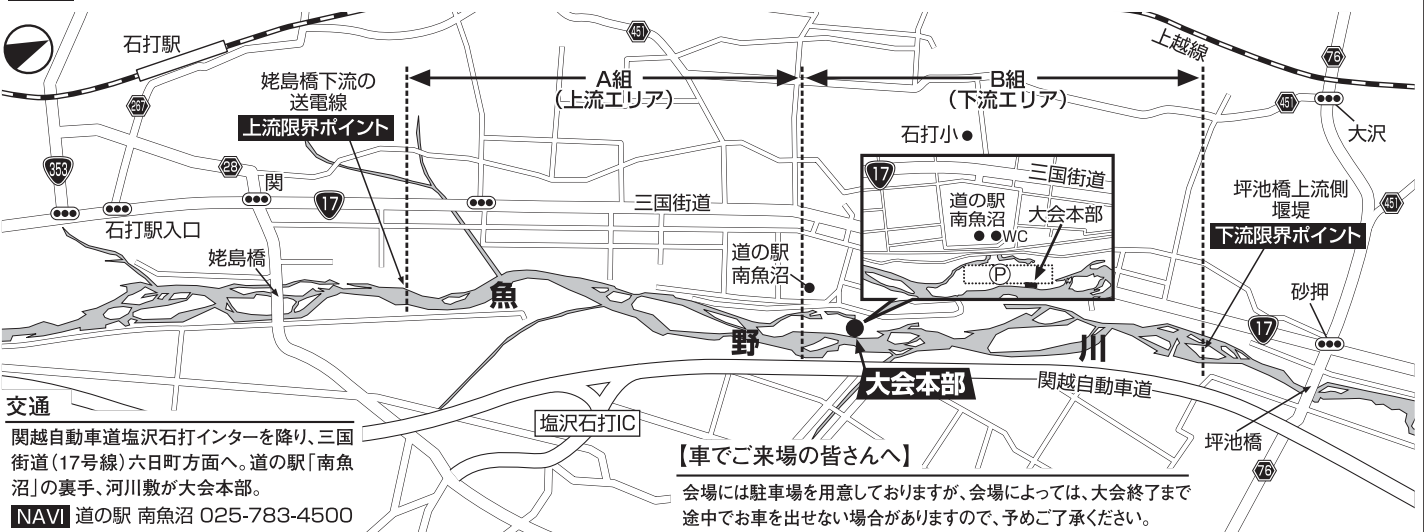 石打駅
451
上越線
76
267
353
28
姥島橋下流の
送電線
上流限界ポイント
A組
(上流エリア)
B組
(下流エリア)
石打小
451
大沢
関
17
石打駅入口
三国街道
17
三国街道
道の駅
南魚沼
WC
大会本部
P
坪池橋上流側
堰堤
下流限界ポイント
451
姥島橋
道の駅
南魚沼
魚
野
川
砂押
17
大会本部
関越自動車道
塩沢石打IC
坪池橋
76
交通
関越自動車道塩沢石打インターを降り、三国
街道(17号線)六日町方面へ。道の駅「南魚
沼」の裏手、河川敷が大会本部。
NAVI 道の駅 南魚沼 025-783-4500
【車でご来場の皆さんへ】
会場には駐車場を用意しておりますが、会場によっては、大会終了まで
途中でお車を出せない場合がありますので、予めご了承ください。